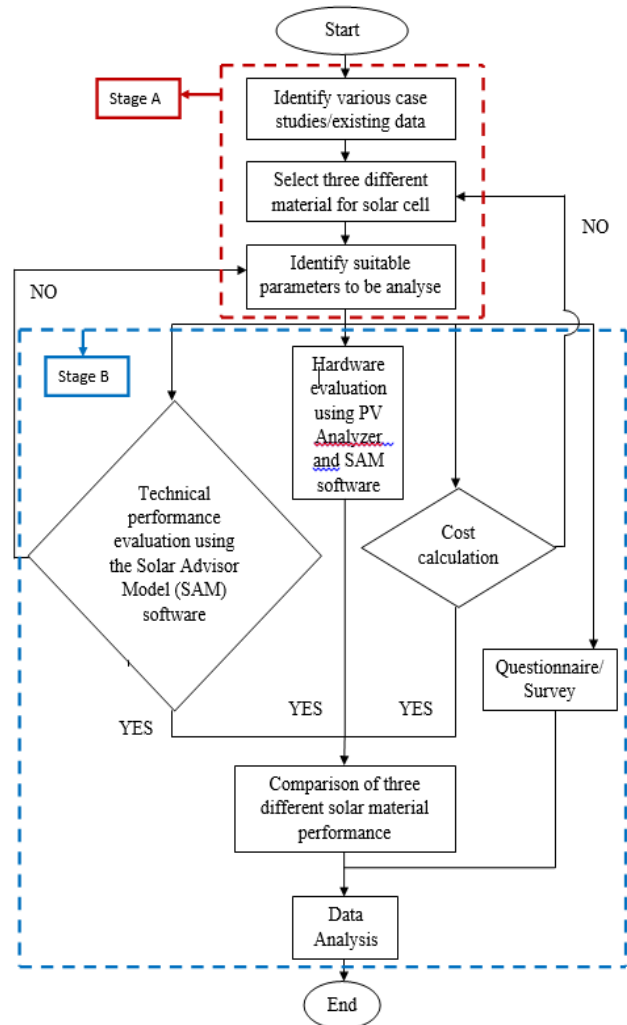 Start
Stage A
Identify various case
studies/existing data
Select three different
material for solar cell
NO
Identify suitable
parameters to be analyse
NO
Stage B
Hardware
evaluation
using PV
Analyzer
and SAM
software
Technical
performance
evaluation using
the Solar Advisor
Model (SAM)
software
Cost
calculation
Questionnaire/
Survey
YES
YES
YES
Comparison of three
different solar material
performance
Data
Analysis
End